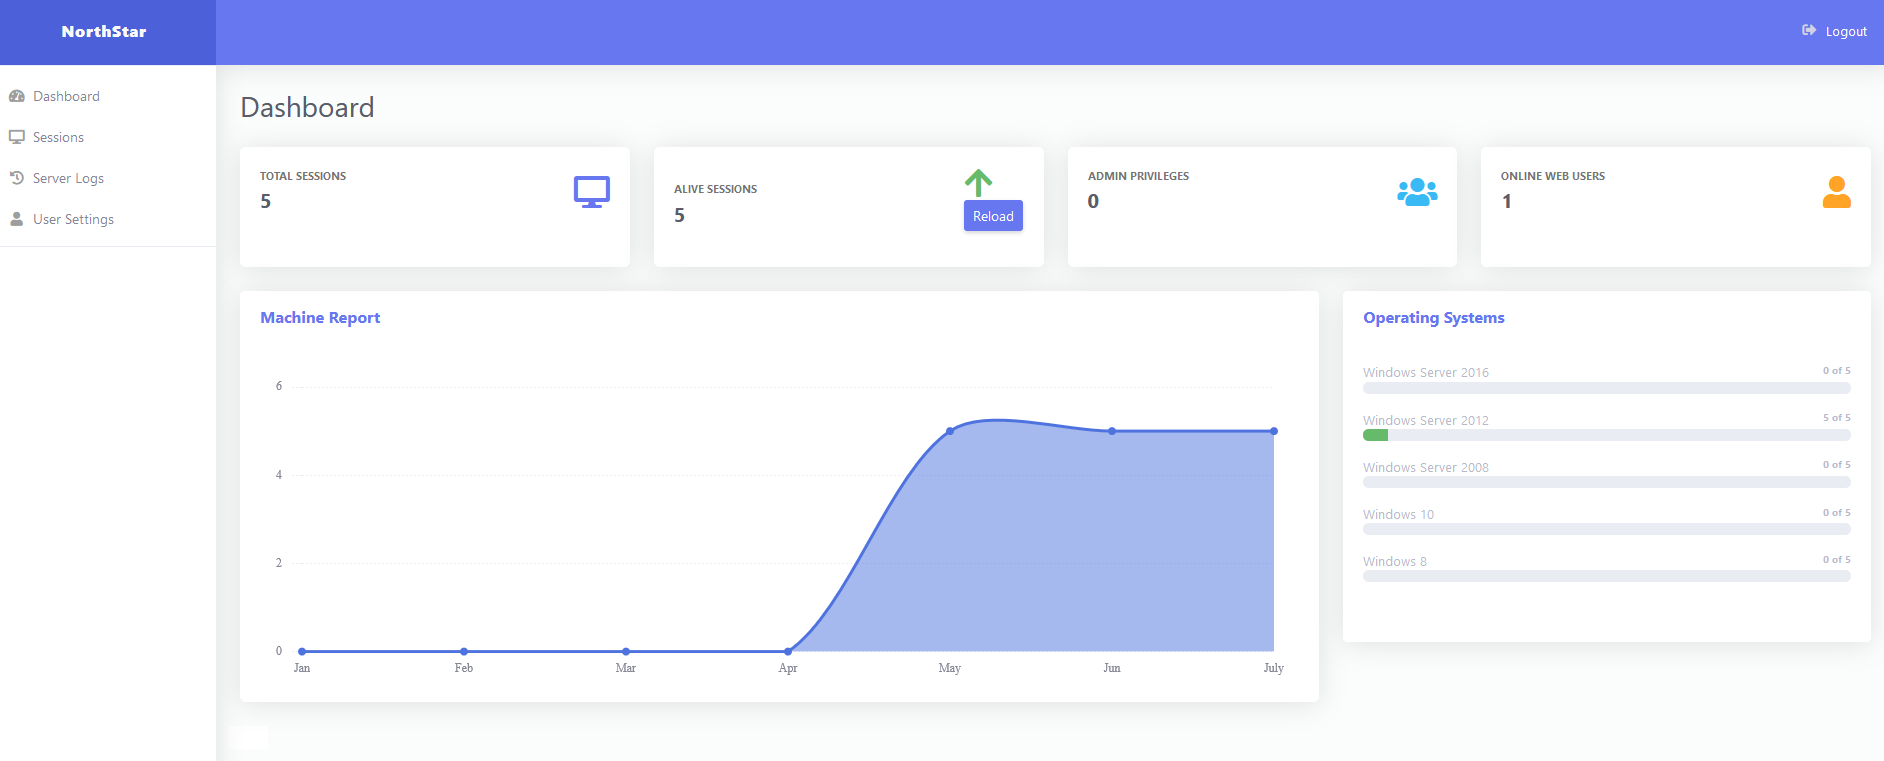 NorthStar
Logout
Dashboard
Sessions
Server Logs
User Settings
Dashboard
TOTAL SESSIONS
5
ALIVE SESSIONS
5
Reload
ADMIN PRIVILEGES
0
ONLINE WEB USERS
1
Machine Report
6
4
2
0
Jan Feb Mar Apr May Jun July
Operating Systems
Windows Server 2016 0 of 5
Windows Server 2012 5 of 5
Windows Server 2008 0 of 5
Windows 10 0 of 5
Windows 8 0 of 5